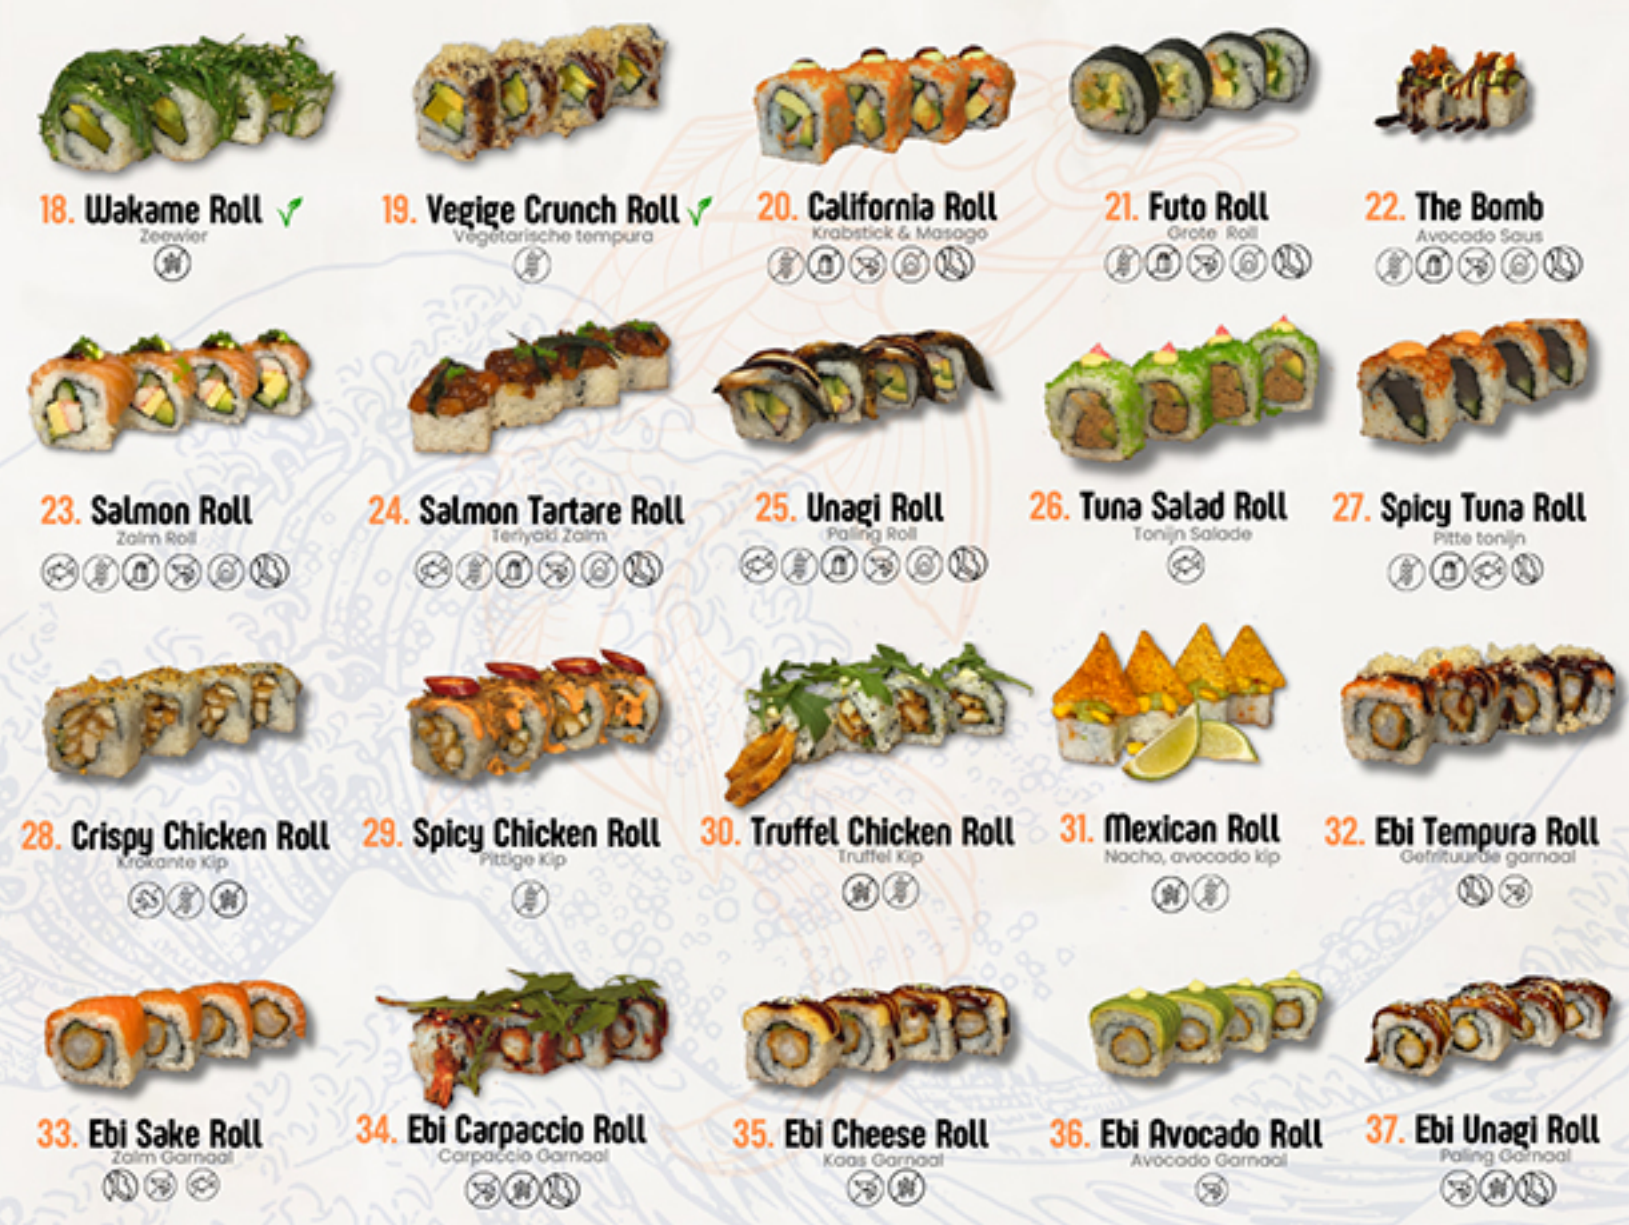 18. Wakame Roll
Zeewier
19. Vegige Crunch Roll
Vegetarische tempura
20. California Roll
Krabstick & Masago
21. Futo Roll
Grote Roll
22. The Bomb
Avocado Saus
23. Salmon Roll
Zalm Roll
24. Salmon Tartare Roll
Teriyaki Zalm
25. Unagi Roll
Paling Roll
26. Tuna Salad Roll
Tonijn Salade
27. Spicy Tuna Roll
Pitte tonijn
28. Crispy Chicken Roll
Krokante Kip
29. Spicy Chicken Roll
Pittige Kip
30. Truffel Chicken Roll
Truffel Kip
31. Mexican Roll
Nacho, avocado kip
32. Ebi Tempura Roll
Gefrituurde garnaal
33. Ebi Sake Roll
Zalm Garnaal
34. Ebi Carpaccio Roll
Carpaccio Garnaal
35. Ebi Cheese Roll
Kaas Garnaal
36. Ebi Avocado Roll
Avocado Garnaal
37. Ebi Unagi Roll
Paling Garnaal